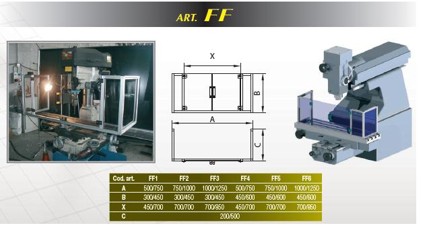 ART. FF
X
B
A
C
Cod. art. FF1 FF2 FF3 FF4 FF5 FF6
A 500/750 750/1000 1000/1250 500/750 750/1000 1000/1250
B 300/450 300/450 300/450 450/600 450/600 450/600
X 450/700 700/700 700/950 450/700 700/700 700/950
C 200/500